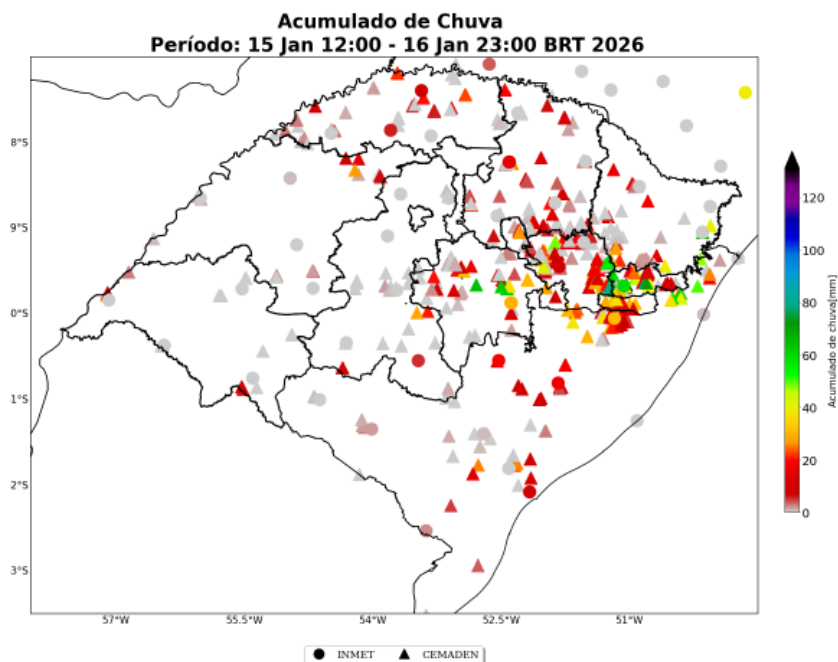 Acumulado de Chuva
Período: 15 Jan 12:00 - 16 Jan 23:00 BRT 2026
8°S
9°S
0°S
1°S
2°S
3°S
57°W
55.5°W
54°W
52.5°W
51°W
120
100
80
60
40
20
0
Acumulado de chuva[mm]
INMET
CEMADEN